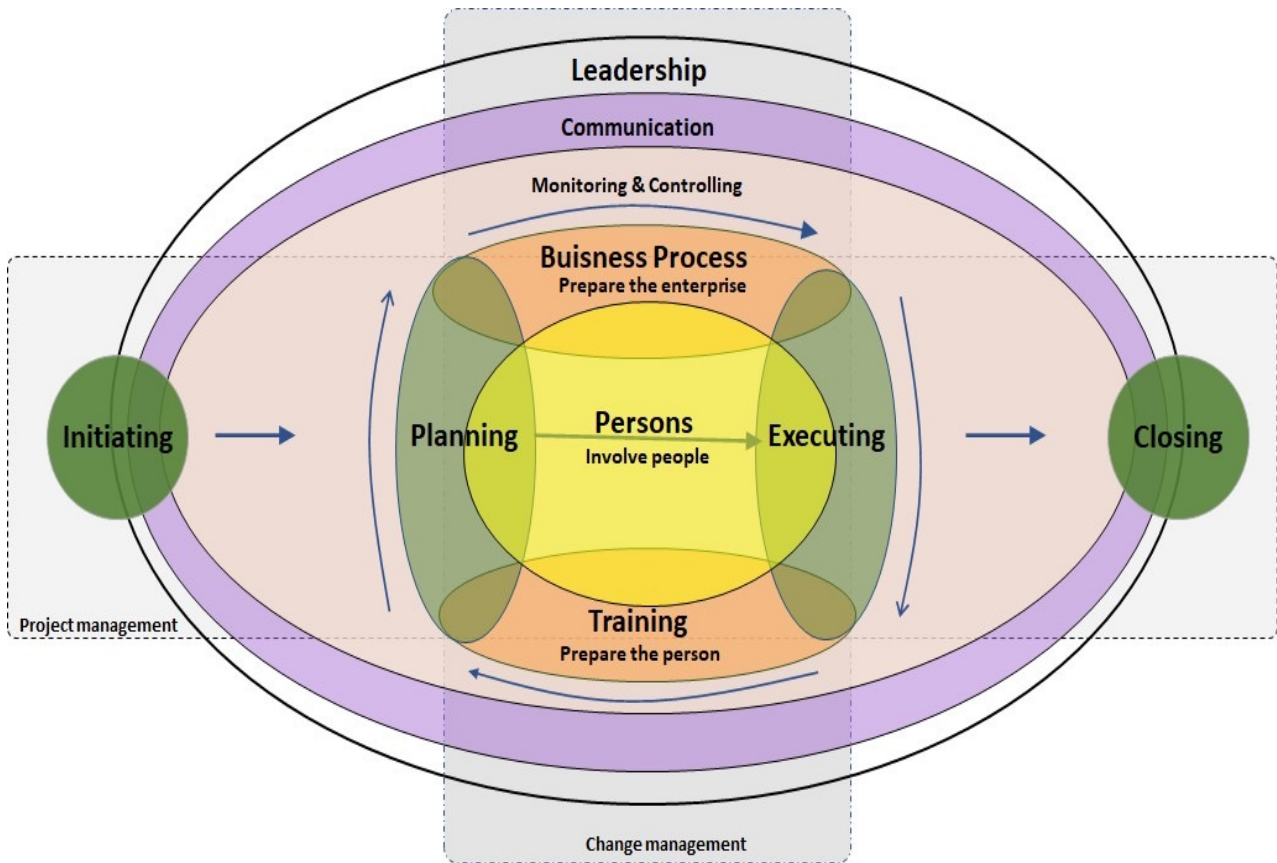 Leadership
Communication
Monitoring & Controlling
Buisness Process
Prepare the enterprise
Initiating
Planning
Persons
Involve people
Executing
Closing
Training
Prepare the person
Project management
Change management